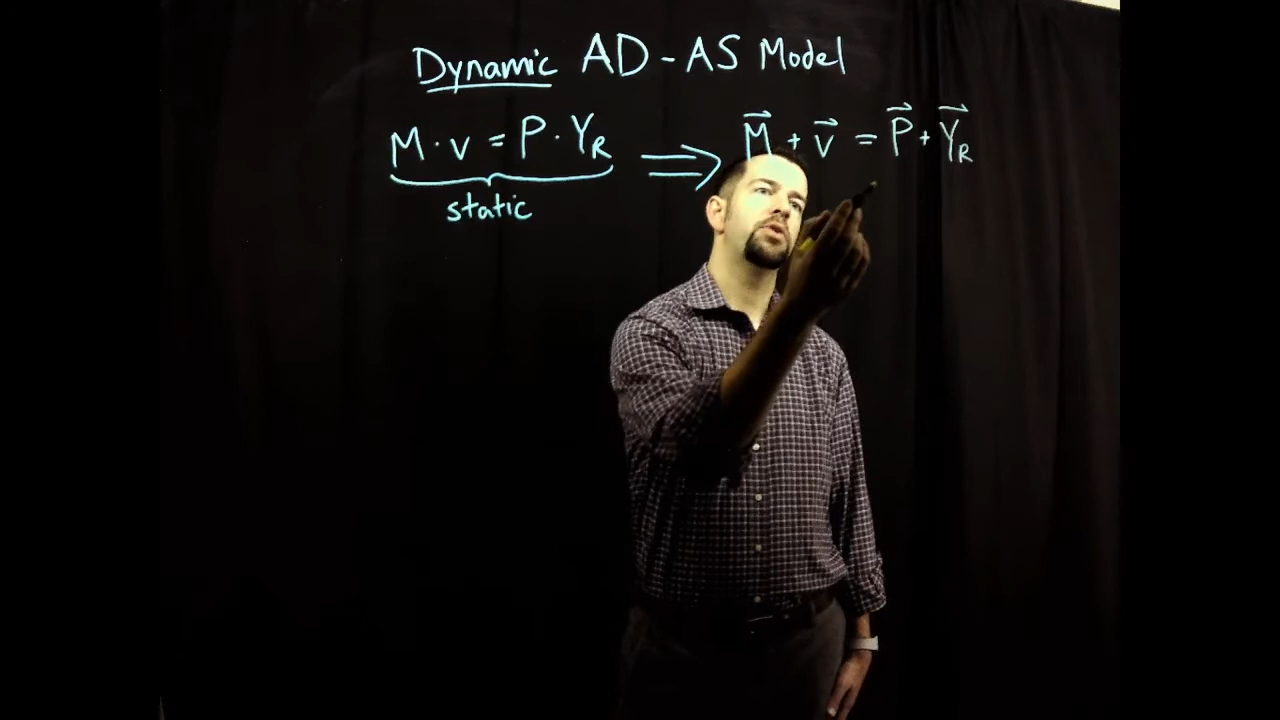 Dynamic AD-AS Model
M · v = P · Y_R ⇒ M⃗ + v⃗ = P⃗ + Y⃗_R
static